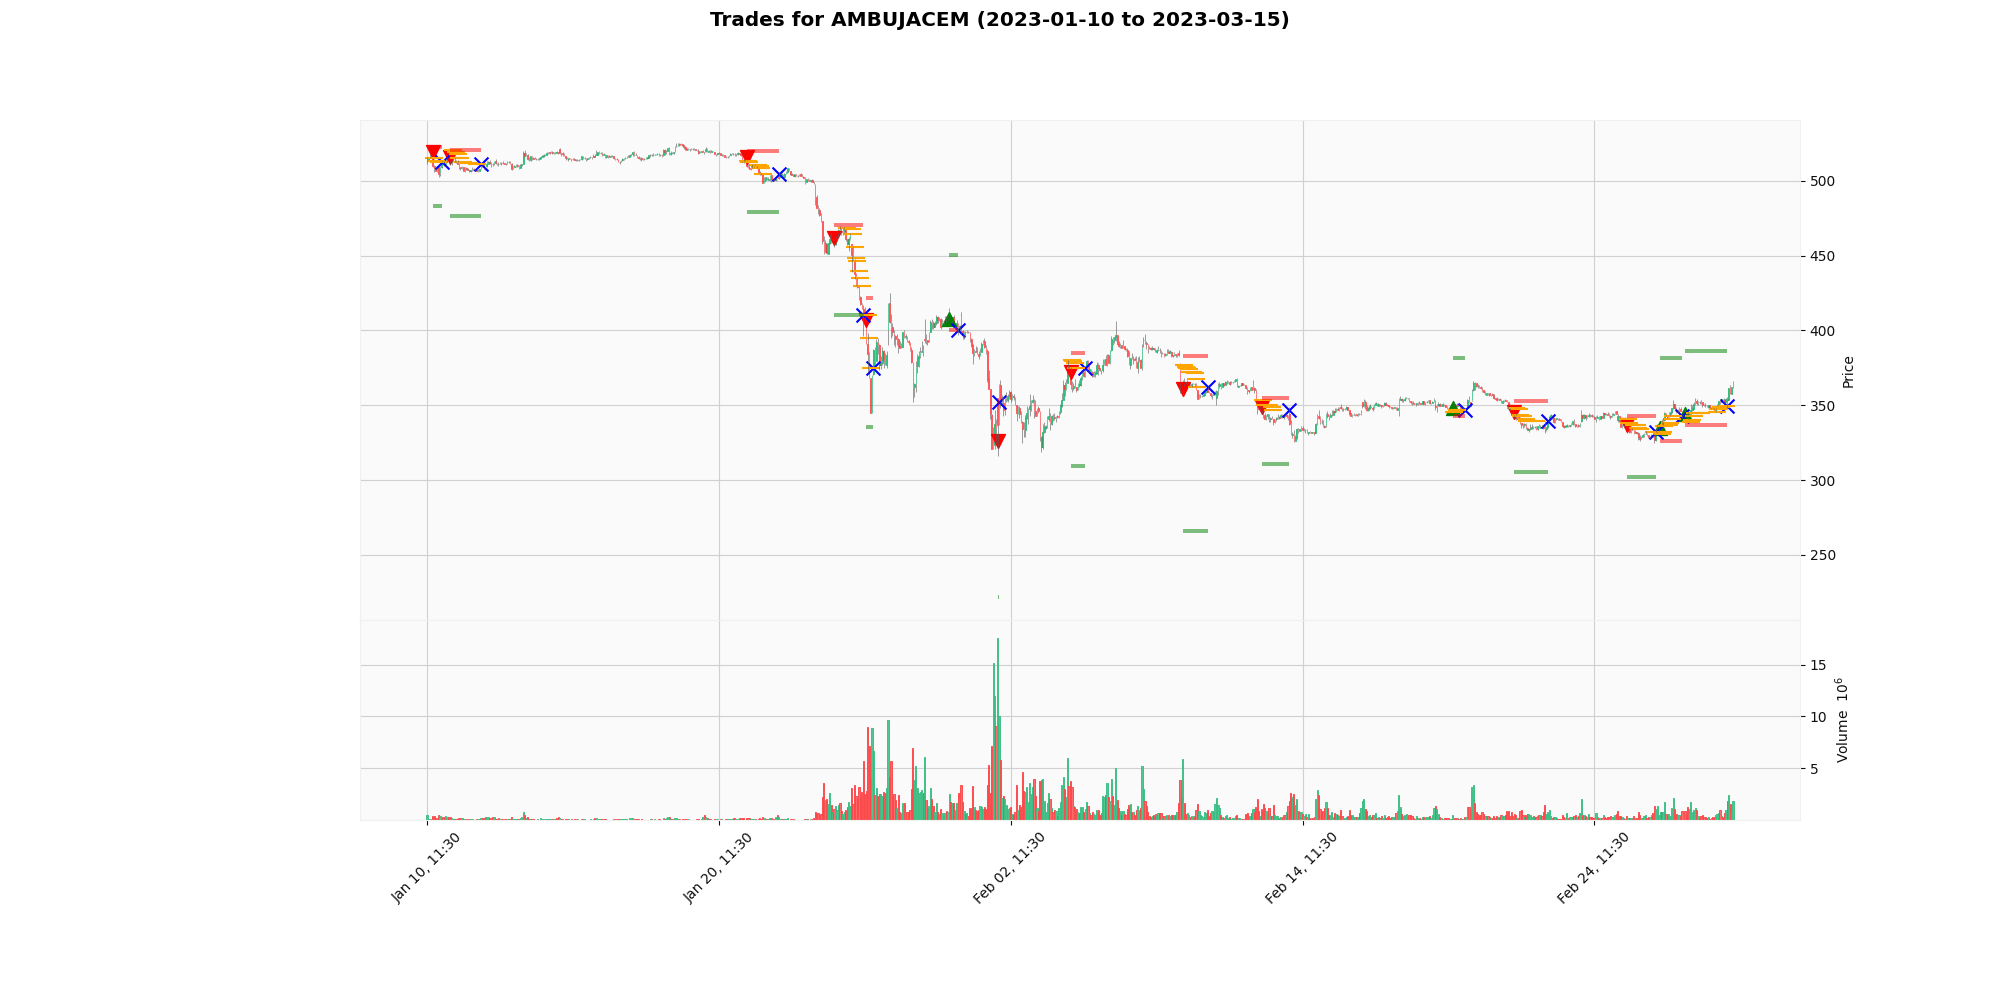 Trades for AMBUJACEM (2023-01-10 to 2023-03-15)
500
450
400
350
300
250
Price
15
10
5
Volume 10^6
Jan 10, 11:30
Jan 20, 11:30
Feb 02, 11:30
Feb 14, 11:30
Feb 24, 11:30